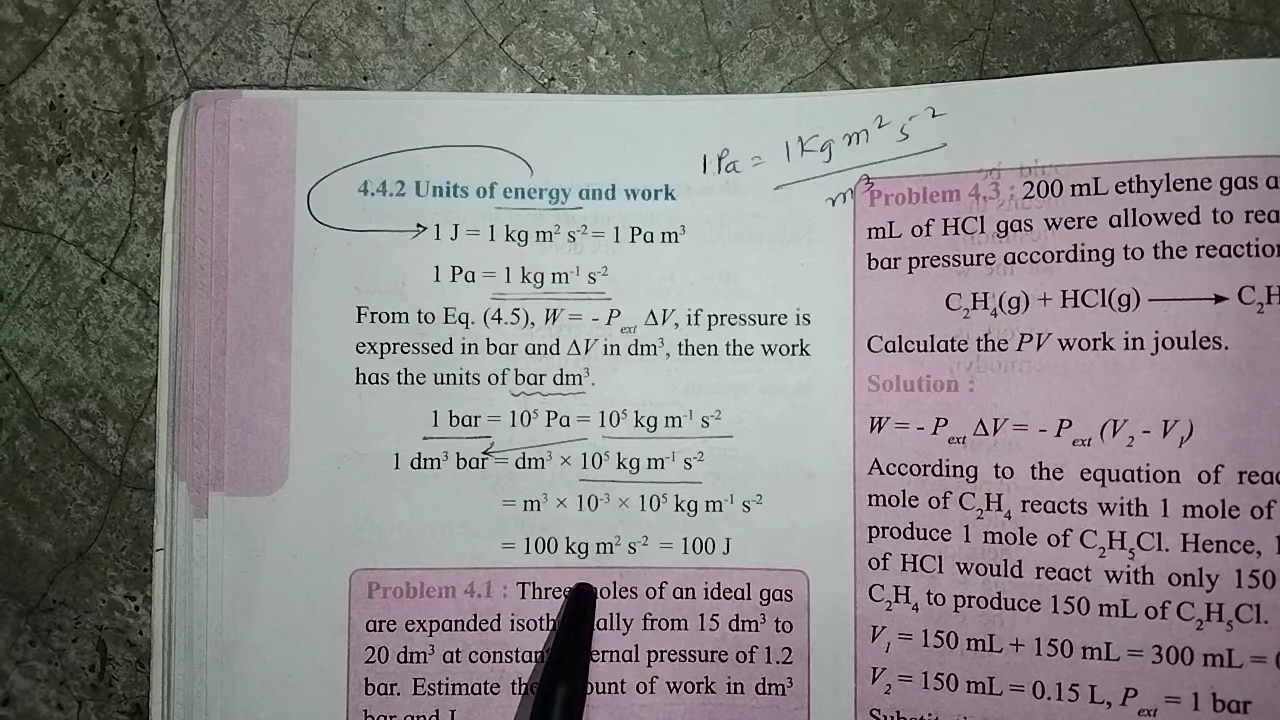 1 Pa = 1 Kg m² s⁻²
m³
4.4.2 Units of energy and work
1 J = 1 kg m² s⁻² = 1 Pa m³
1 Pa = 1 kg m⁻¹ s⁻²
From to Eq. (4.5), W = - P_ext ΔV, if pressure is
expressed in bar and ΔV in dm³, then the work
has the units of bar dm³.
1 bar = 10⁵ Pa = 10⁵ kg m⁻¹ s⁻²
1 dm³ bar = dm³ × 10⁵ kg m⁻¹ s⁻²
= m³ × 10⁻³ × 10⁵ kg m⁻¹ s⁻²
= 100 kg m² s⁻² = 100 J
Problem 4.1 : Three moles of an ideal gas
are expanded isoth ally from 15 dm³ to
20 dm³ at constan ernal pressure of 1.2
bar. Estimate the ount of work in dm³
bar and J
Problem 4.3 : 200 mL ethylene gas a
mL of HCl gas were allowed to rea
bar pressure according to the reactio
C₂H₄(g) + HCl(g) ⟶ C₂H
Calculate the PV work in joules.
Solution :
W = - P_ext ΔV = - P_ext (V₂ - V₁)
According to the equation of reac
mole of C₂H₄ reacts with 1 mole of
produce 1 mole of C₂H₅Cl. Hence, 1
of HCl would react with only 150
C₂H₄ to produce 150 mL of C₂H₅Cl.
V₁ = 150 mL + 150 mL = 300 mL = 
V₂ = 150 mL = 0.15 L, P_ext = 1 bar